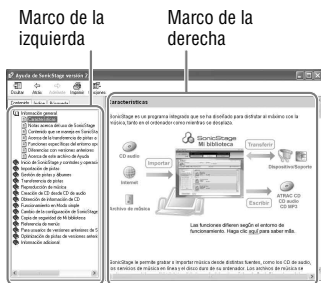 Marco de la izquierda
Marco de la derecha
Ayuda de SonicStage versión
Ocultar Atrás Imprimir
Contenido Índice Búsqueda
Información general
Características
Notas acerca del uso de SonicStage
Contenido que se maneja en SonicSta
Acerca de la transferencia de pistas o
Funciones específicas del entorno ope
Diferencias con versiones anteriores
Acerca de este archivo de Ayuda
Inicio de SonicStage y controles y operació
Importación de pistas
Gestión de pistas y álbumes
Transferencia de pistas
Reproducción de música
Creación de CD desde CD de audio
Obtención de información de CD
Funcionamiento en Modo simple
Cambio de la configuración de SonicStage
Copia de seguridad de Mi biblioteca
Referencia de menús
Para usuarios de versiones anteriores de S
Optimización de pistas de versiones anterior
Información adicional
Características
SonicStage es un programa integrado que se ha diseñado para disfrutar al máximo con la
música, tanto en el ordenador como mientras se desplaza.
SonicStage
Mi biblioteca
CD audio
Importar
Internet
Archivo de música
Transferir
Dispositivo/Soporte
Escribir
ATRAC CD
CD audio
CD MP3
Las funciones difieren según el entorno de
funcionamiento. Haga clic aquí para saber más.
SonicStage le permite grabar o importar música desde distintas fuentes, como los CD de audio,
los servicios de música en línea y el disco duro de su ordenador. Los archivos de música se